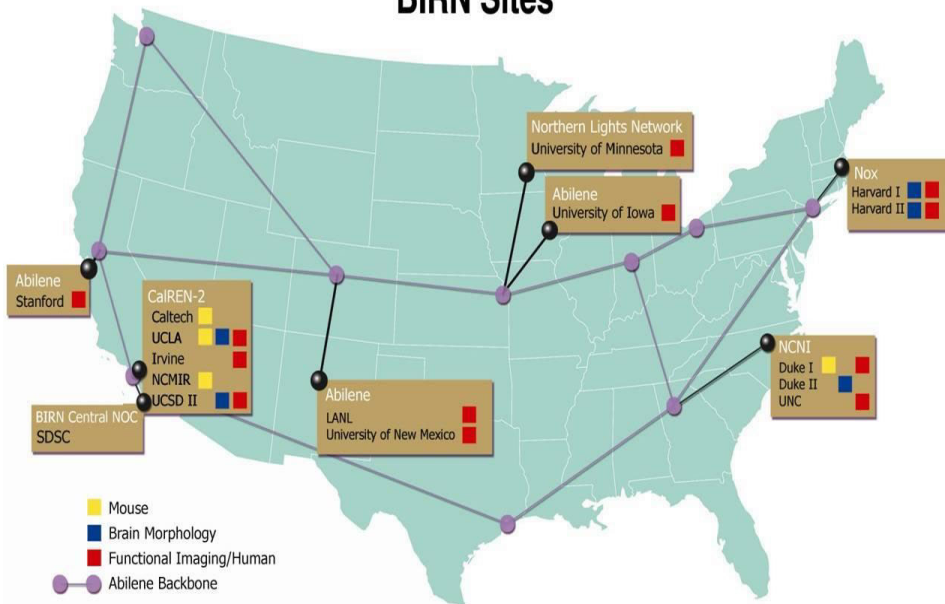 BIRN Sites
Northern Lights Network
University of Minnesota
Abilene
University of Iowa
Nox
Harvard I
Harvard II
Abilene
Stanford
CalREN-2
Caltech
UCLA
Irvine
NCMIR
UCSD II
BIRN Central NOC
SDSC
Abilene
LANL
University of New Mexico
NCNI
Duke I
Duke II
UNC
Mouse
Brain Morphology
Functional Imaging/Human
Abilene Backbone